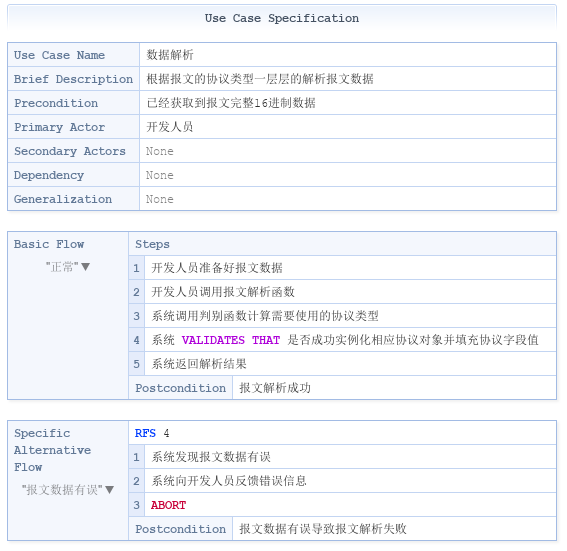 Use Case Specification
Use Case Name 数据解析
Brief Description 根据报文的协议类型一层层的解析报文数据
Precondition 已经获取到报文完整16进制数据
Primary Actor 开发人员
Secondary Actors None
Dependency None
Generalization None
Basic Flow Steps
"正常" ▼
1 开发人员准备好报文数据
2 开发人员调用报文解析函数
3 系统调用判别函数计算需要使用的协议类型
4 系统 VALIDATES THAT 是否成功实例化相应协议对象并填充协议字段值
5 系统返回解析结果
Postcondition 报文解析成功
Specific
Alternative
Flow
"报文数据有误" ▼
RFS 4
1 系统发现报文数据有误
2 系统向开发人员反馈错误信息
3 ABORT
Postcondition 报文数据有误导致报文解析失败